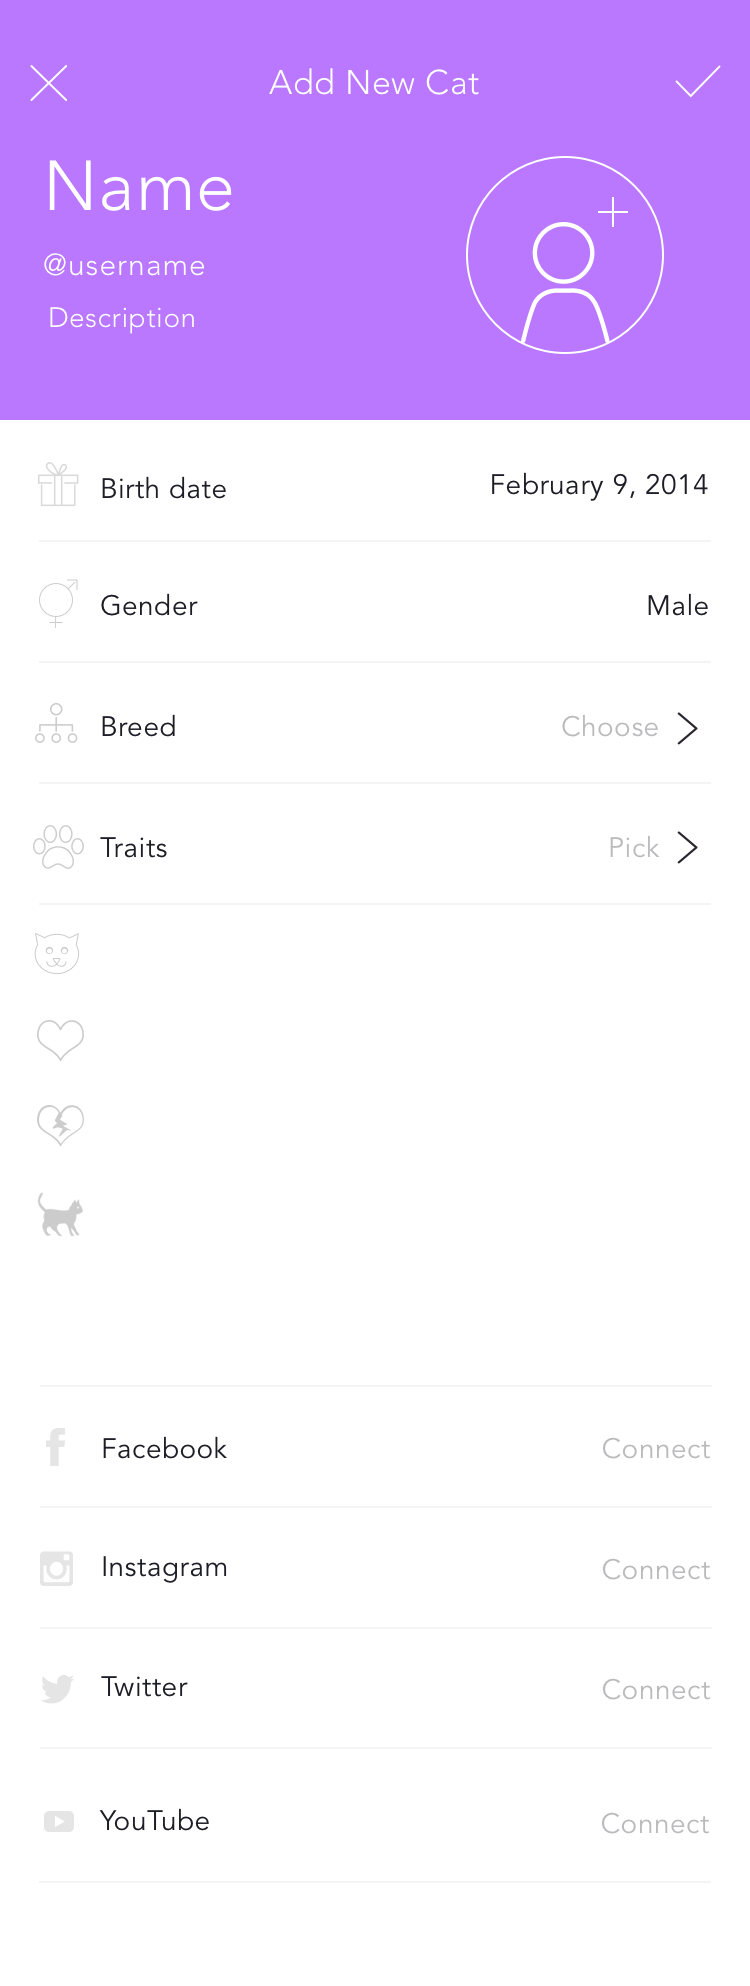 Add New Cat
Name
@username
Description
Birth date February 9, 2014
Gender Male
Breed Choose
Traits Pick
Facebook Connect
Instagram Connect
Twitter Connect
YouTube Connect